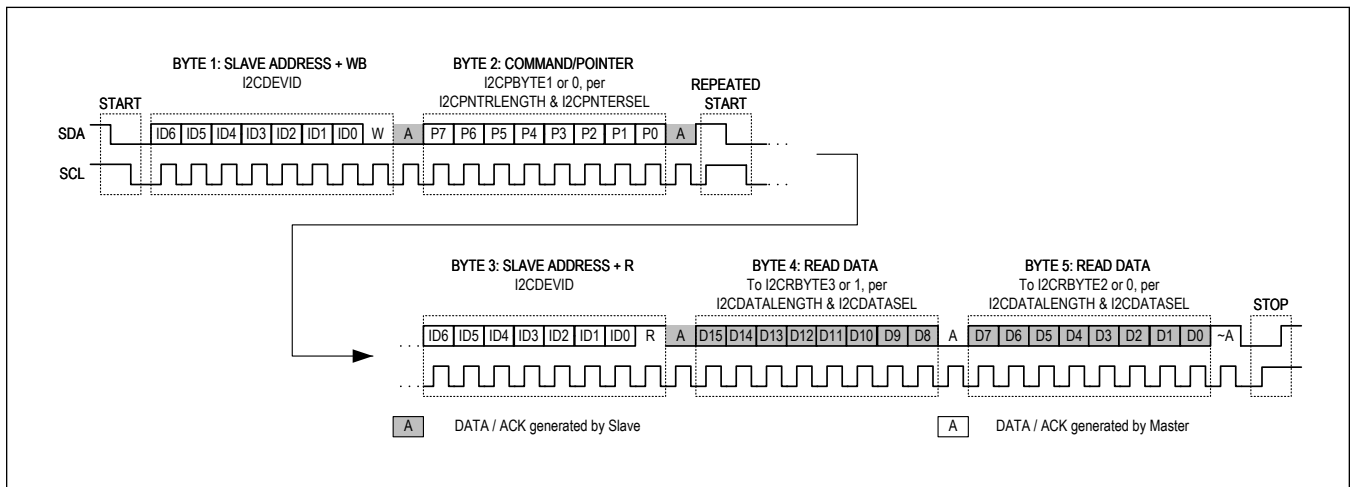 BYTE 1: SLAVE ADDRESS + WB
I2CDEVID
BYTE 2: COMMAND/POINTER
I2CPBYTE1 or 0, per
I2CPNTRLENGTH & I2CPNTERSEL
START
REPEATED
START
SDA ID6 ID5 ID4 ID3 ID2 ID1 ID0 W A P7 P6 P5 P4 P3 P2 P1 P0 A . . .
SCL . . .
BYTE 3: SLAVE ADDRESS + R
I2CDEVID
BYTE 4: READ DATA
To I2CRBYTE3 or 1, per
I2CDATALENGTH & I2CDATASEL
BYTE 5: READ DATA
To I2CRBYTE2 or 0, per
I2CDATALENGTH & I2CDATASEL
STOP
. . . ID6 ID5 ID4 ID3 ID2 ID1 ID0 R A D15 D14 D13 D12 D11 D10 D9 D8 A D7 D6 D5 D4 D3 D2 D1 D0 ~A
. . .
A DATA / ACK generated by Slave
A DATA / ACK generated by Master